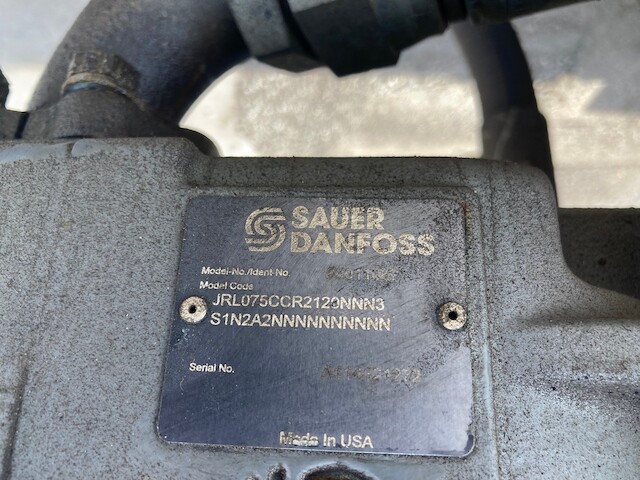 SAUER
DANFOSS
Model-No./Ident-No
Model Code
JRL075CCR2120NNN3
S1N2A2NNNNNNNNNN
Serial No.
Made In USA